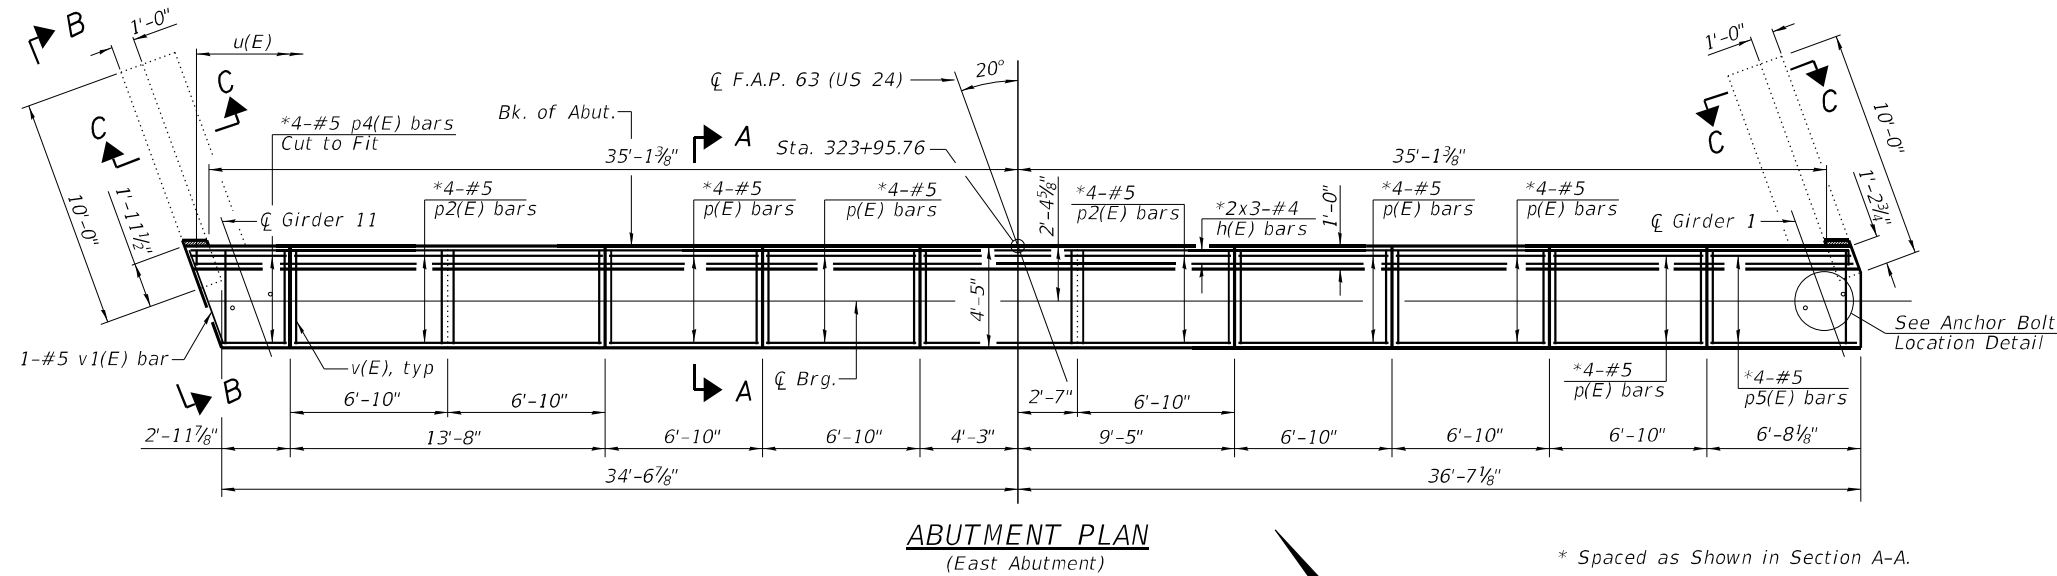 B
1'-0"
u(E)
C
C
*4-#5 p4(E) bars
Cut to Fit
Bk. of Abut.
℄ F.A.P. 63 (US 24)
20°
A
Sta. 323+95.76
35'-1⅜"
35'-1⅜"
1'-0"
C
C
10'-0"
1'-2¾"
10'-0"
1'-11½"
℄ Girder 11
*4-#5
p2(E) bars
*4-#5
p(E) bars
*4-#5
p(E) bars
2'-4⅝"
*4-#5
p2(E) bars
*2x3-#4
h(E) bars
1'-0"
*4-#5
p(E) bars
*4-#5
p(E) bars
℄ Girder 1
4'-5"
See Anchor Bolt
Location Detail
1-#5 v1(E) bar
v(E), typ
B
A
℄ Brg.
*4-#5
p(E) bars
*4-#5
p5(E) bars
6'-10"
6'-10"
2'-7"
6'-10"
2'-11⅞"
13'-8"
6'-10"
6'-10"
4'-3"
9'-5"
6'-10"
6'-10"
6'-10"
6'-8⅛"
34'-6⅞"
36'-7⅛"
ABUTMENT PLAN
(East Abutment)
* Spaced as Shown in Section A-A.